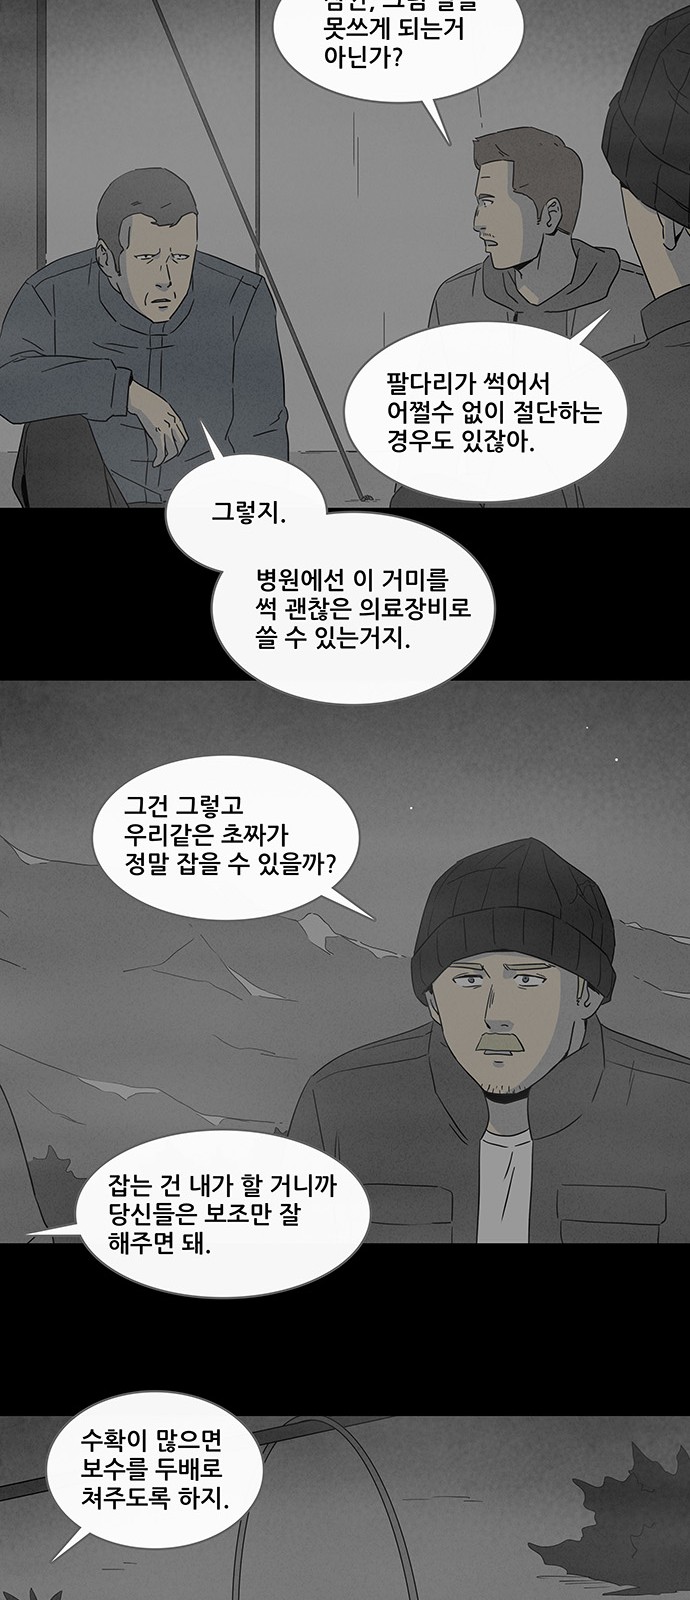 못쓰게 되는거
아닌가?
팔다리가 썩어서
어쩔수 없이 절단하는
경우도 있잖아.
그렇지.
병원에선 이 거미를
썩 괜찮은 의료장비로
쓸 수 있는거지.
그건 그렇고
우리같은 초짜가
정말 잡을 수 있을까?
잡는 건 내가 할 거니까
당신들은 보조만 잘
해주면 돼.
수확이 많으면
보수를 두배로
쳐주도록 하지.